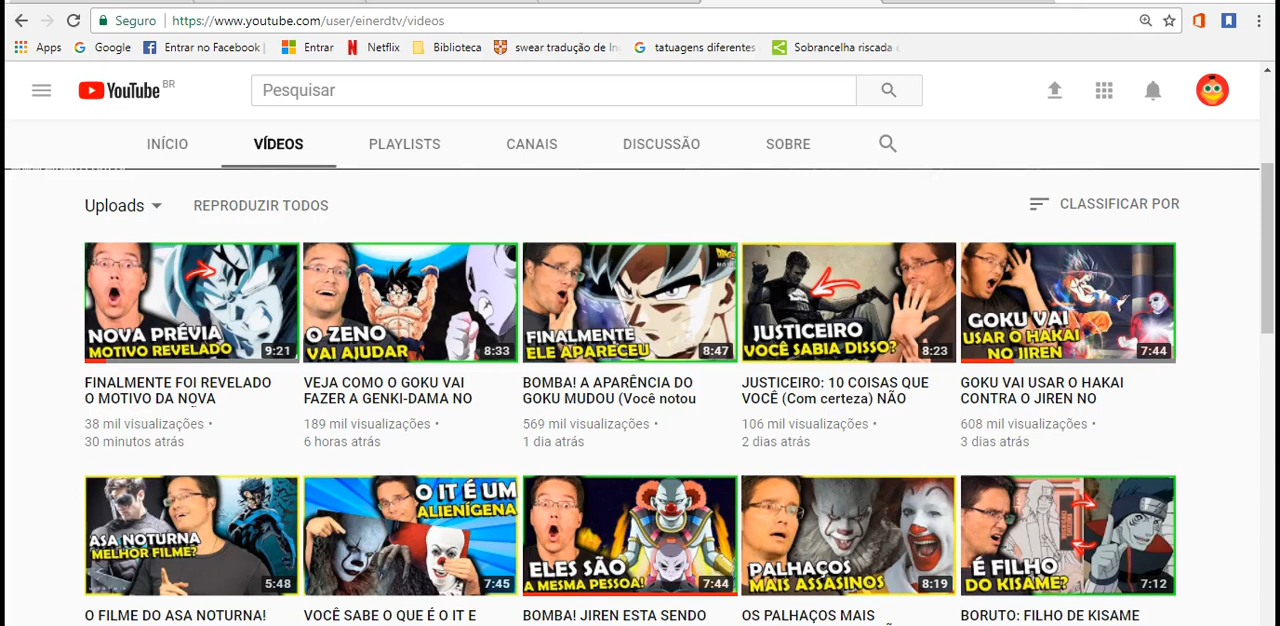 Seguro https://www.youtube.com/user/einerdtv/videos
Apps Google Entrar no Facebook Entrar Netflix Biblioteca swear tradução de In tatuagens diferentes Sobrancelha riscada
YouTube BR Pesquisar
INÍCIO VÍDEOS PLAYLISTS CANAIS DISCUSSÃO SOBRE
Uploads REPRODUZIR TODOS CLASSIFICAR POR
NOVA PRÉVIA
MOTIVO REVELADO 9:21
O ZENO
VAI AJUDAR 8:33
FINALMENTE
ELE APARECEU 8:47
JUSTICEIRO
VOCÊ SABIA DISSO? 8:23
GOKU VAI
USAR O HAKAI
NO JIREN 7:44
FINALMENTE FOI REVELADO
O MOTIVO DA NOVA
38 mil visualizações •
30 minutos atrás
VEJA COMO O GOKU VAI
FAZER A GENKI-DAMA NO
189 mil visualizações •
6 horas atrás
BOMBA! A APARÊNCIA DO
GOKU MUDOU (Você notou
569 mil visualizações •
1 dia atrás
JUSTICEIRO: 10 COISAS QUE
VOCÊ (Com certeza) NÃO
106 mil visualizações •
2 dias atrás
GOKU VAI USAR O HAKAI
CONTRA O JIREN NO
608 mil visualizações •
3 dias atrás
ASA NOTURNA
MELHOR FILME? 5:48
O IT É UM
ALIENÍGENA 7:45
ELES SÃO
A MESMA PESSOA! 7:44
PALHAÇOS
MAIS ASSASSINOS 8:19
É FILHO
DO KISAME? 7:12
O FILME DO ASA NOTURNA!
VOCÊ SABE O QUE É O IT E
BOMBA! JIREN ESTA SENDO
OS PALHAÇOS MAIS
BORUTO: FILHO DE KISAME